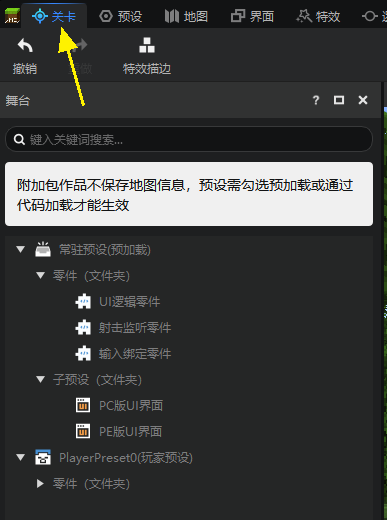 关卡 预设 地图 界面 特效
撤销 特效描边
舞台 ?
键入关键词搜索...
附加包作品不保存地图信息，预设需勾选预加载或通过
代码加载才能生效
常驻预设(预加载)
零件（文件夹）
UI逻辑零件
射击监听零件
输入绑定零件
子预设（文件夹）
PC版UI界面
PE版UI界面
PlayerPreset0(玩家预设)
零件（文件夹）